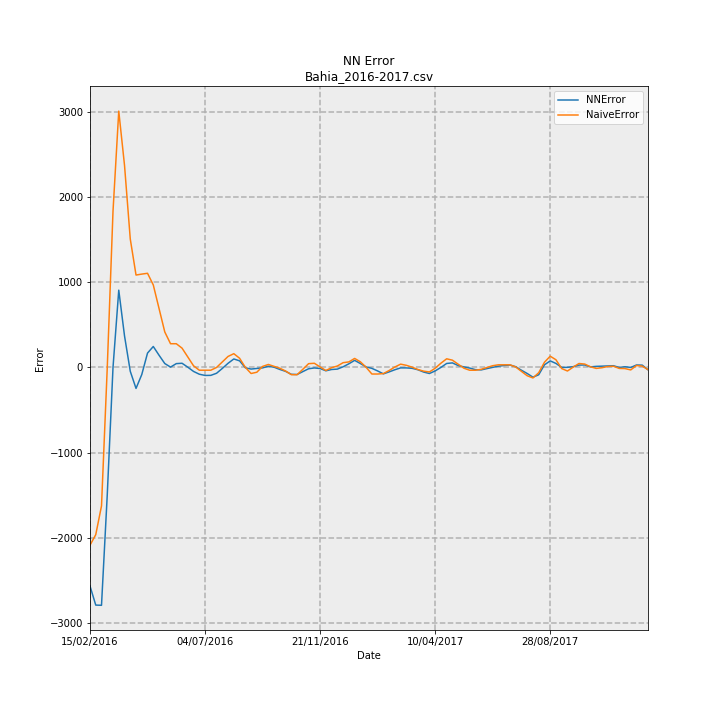 NN Error
Bahia_2016-2017.csv
NNError
NaiveError
3000
2000
1000
0
−1000
−2000
−3000
Error
15/02/2016
04/07/2016
21/11/2016
10/04/2017
28/08/2017
Date